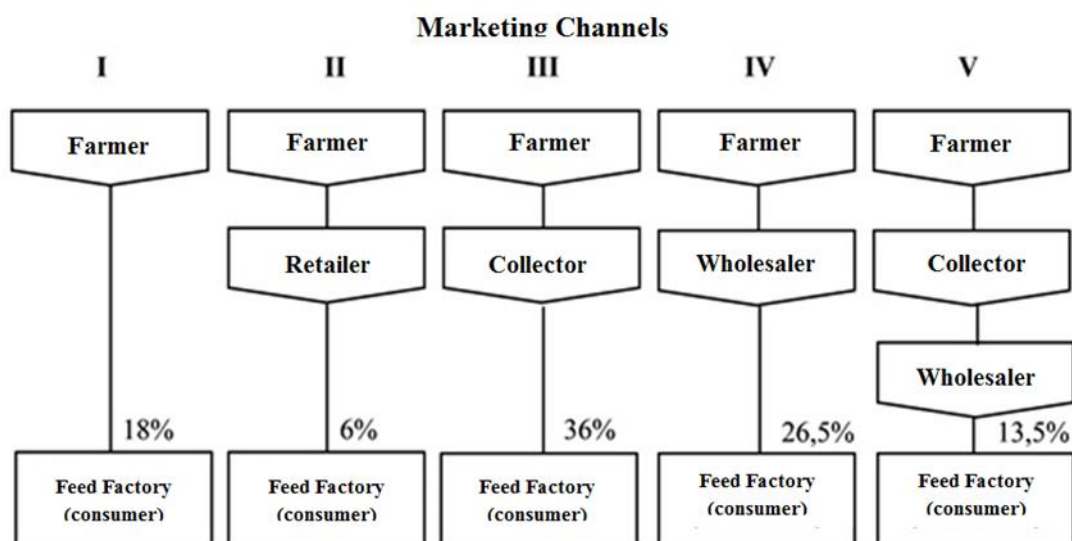 Marketing Channels
I II III IV V
Farmer Farmer Farmer Farmer Farmer
Retailer Collector Wholesaler Collector
Wholesaler
18% 6% 36% 26,5% 13,5%
Feed Factory Feed Factory Feed Factory Feed Factory Feed Factory
(consumer) (consumer) (consumer) (consumer) (consumer)